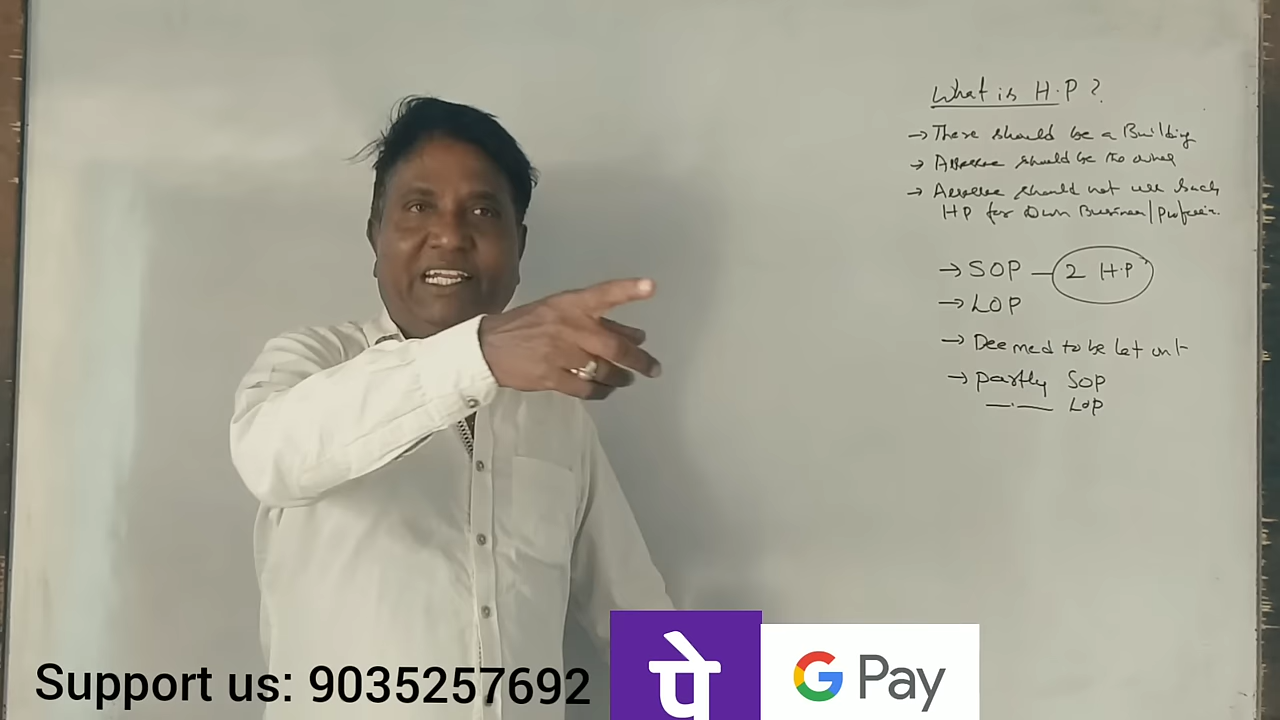 What is H.P?
→ There should be a Building
→ Assessee should be the owner
→ Assessee should not use such
HP for Own Business/Profession.
→ SOP — 2 H.P
→ LOP
→ Deemed to be let out
→ partly SOP
—·— LOP
Support us: 9035257692
पे
G Pay